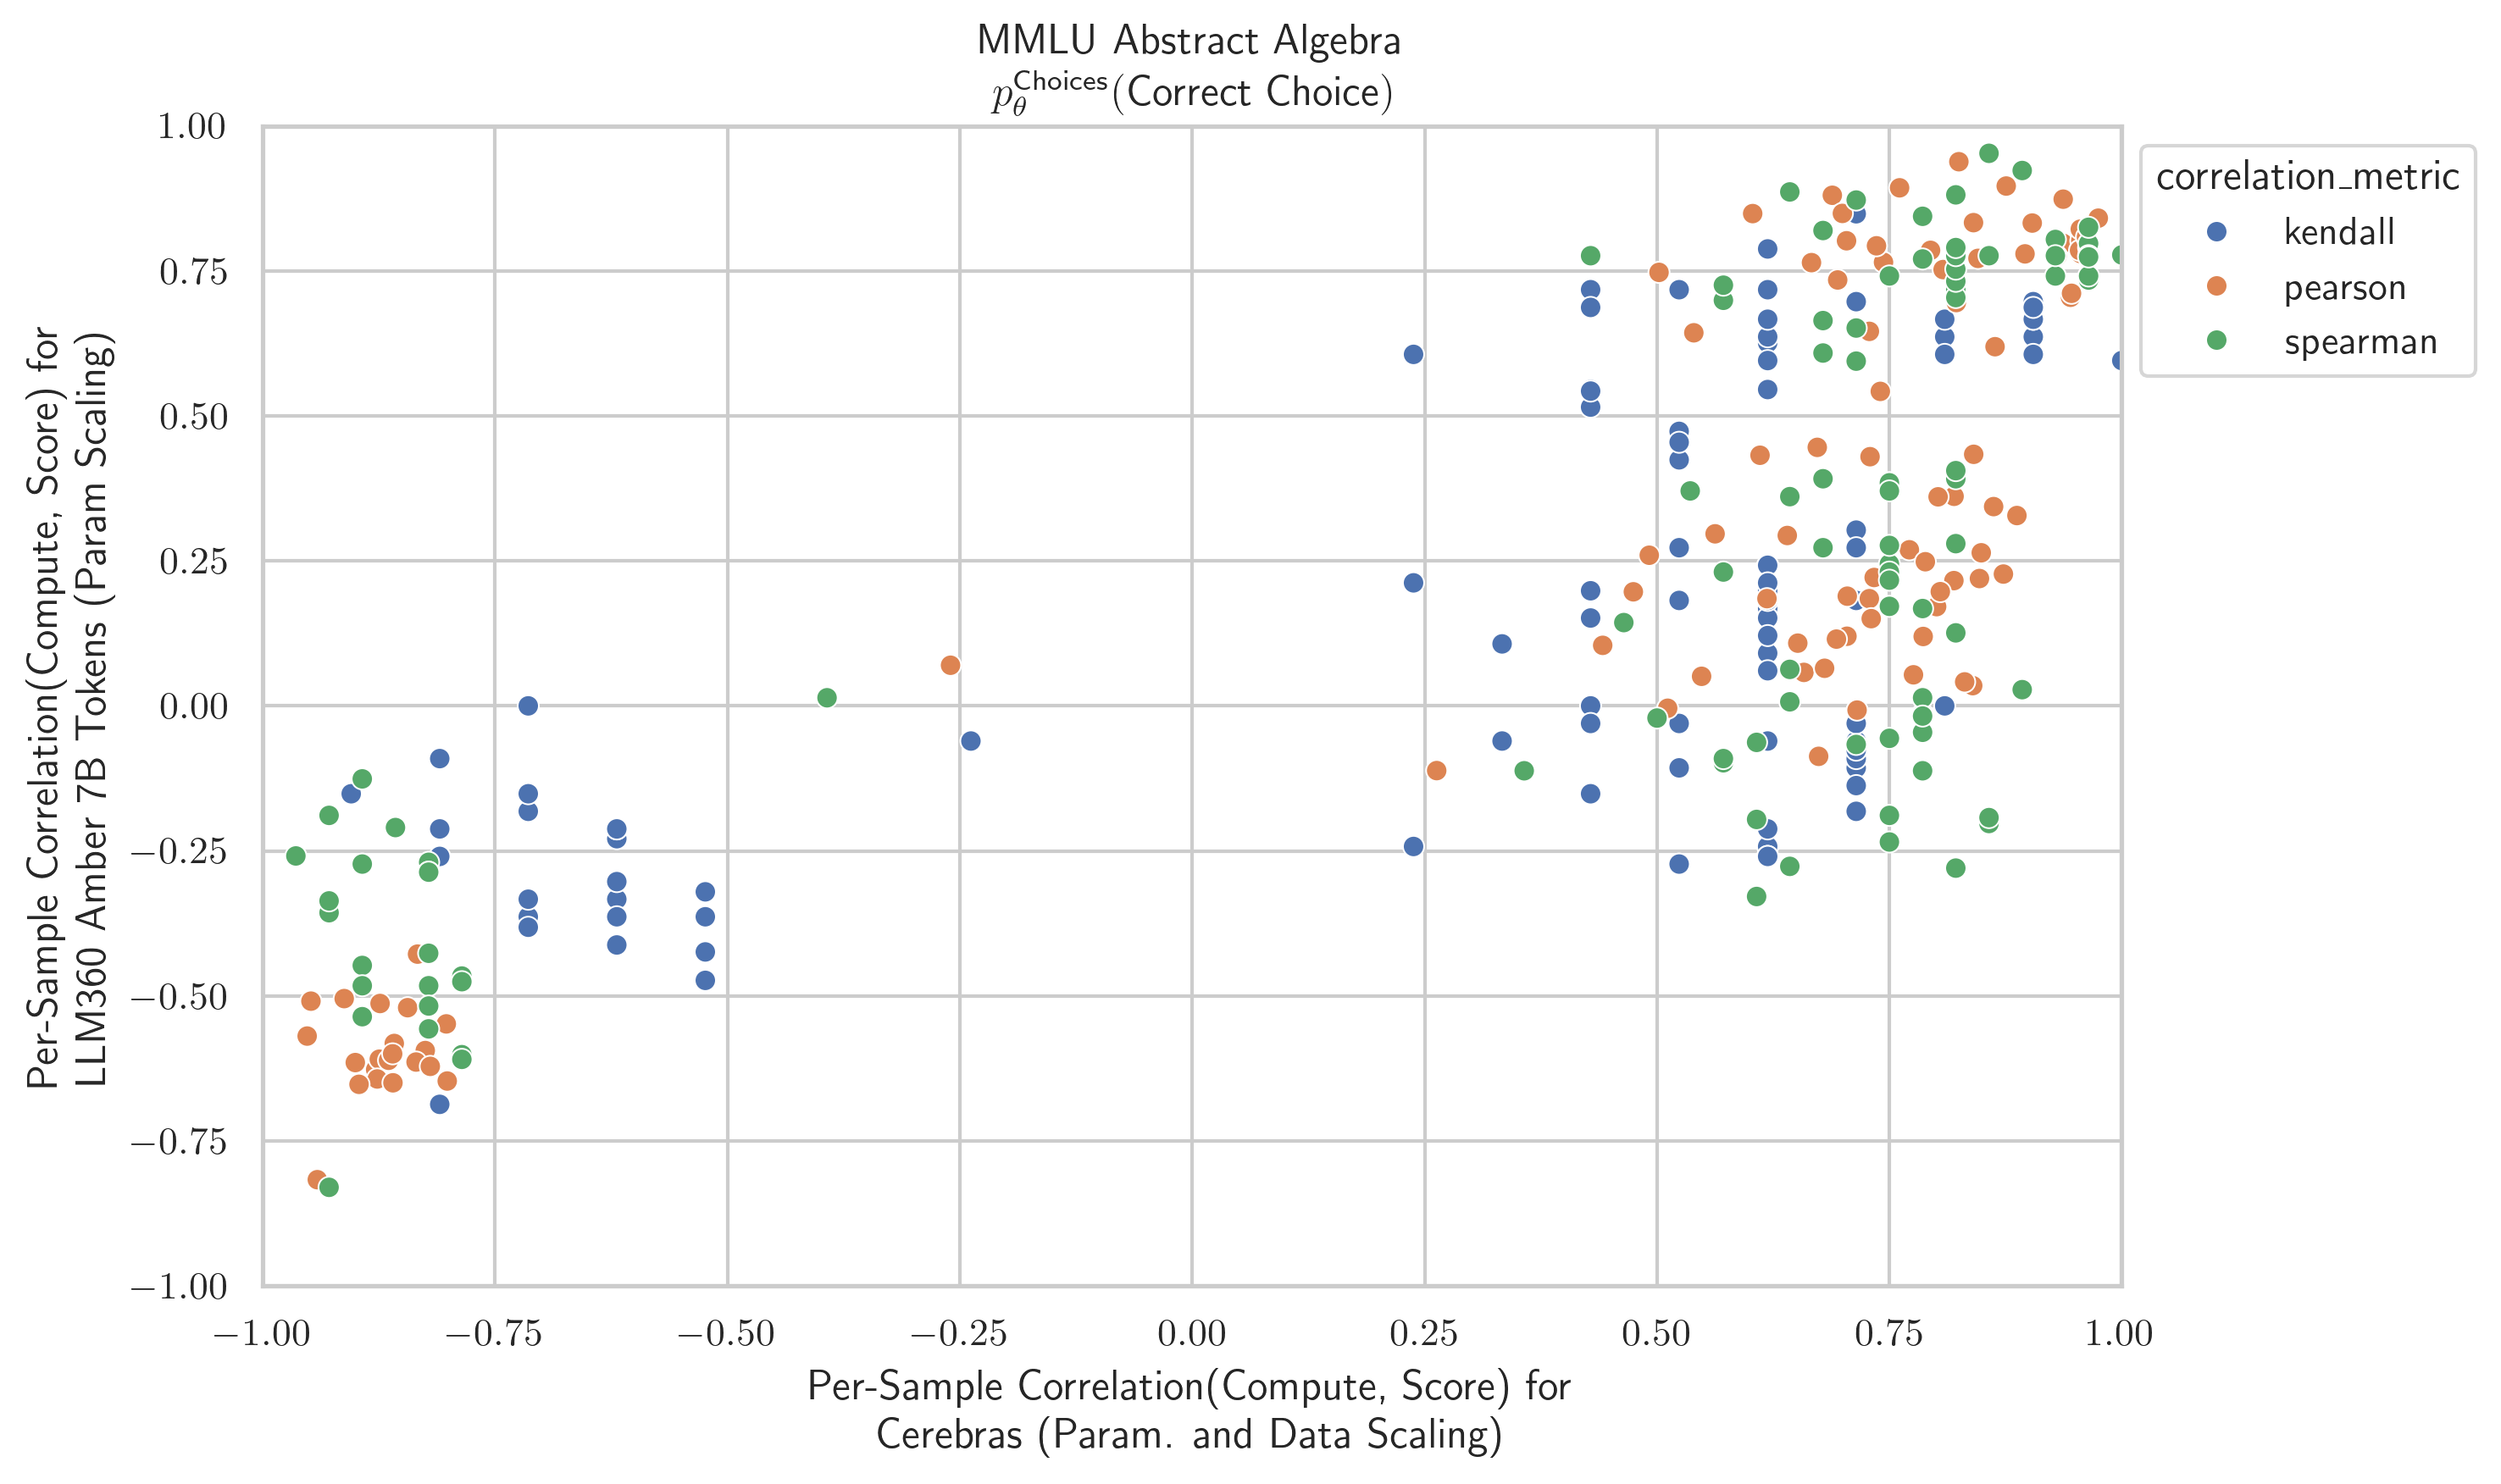 MMLU Abstract Algebra
p_θ^Choices(Correct Choice)
Per-Sample Correlation(Compute, Score) for
LLM360 Amber 7B Tokens (Param Scaling)
1.00
0.75
0.50
0.25
0.00
−0.25
−0.50
−0.75
−1.00
−1.00 −0.75 −0.50 −0.25 0.00 0.25 0.50 0.75 1.00
Per-Sample Correlation(Compute, Score) for
Cerebras (Param. and Data Scaling)
correlation_metric
kendall
pearson
spearman